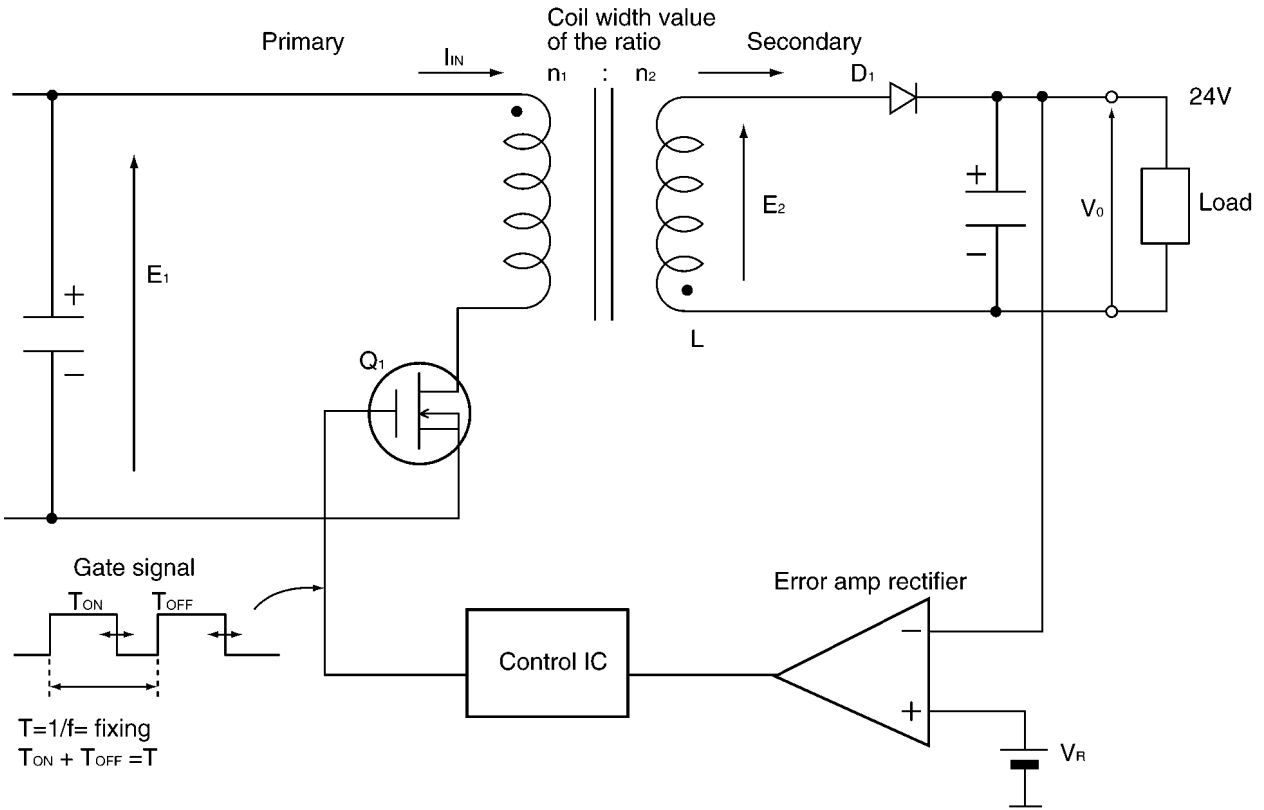 Coil width value
of the ratio
Primary
Secondary
IIN
n1 : n2
D1
24V
+
E1
−
E2
+
−
V0
Load
L
Q1
Gate signal
TON TOFF
T=1/f= fixing
TON + TOFF =T
Control IC
Error amp rectifier
−
+
VR